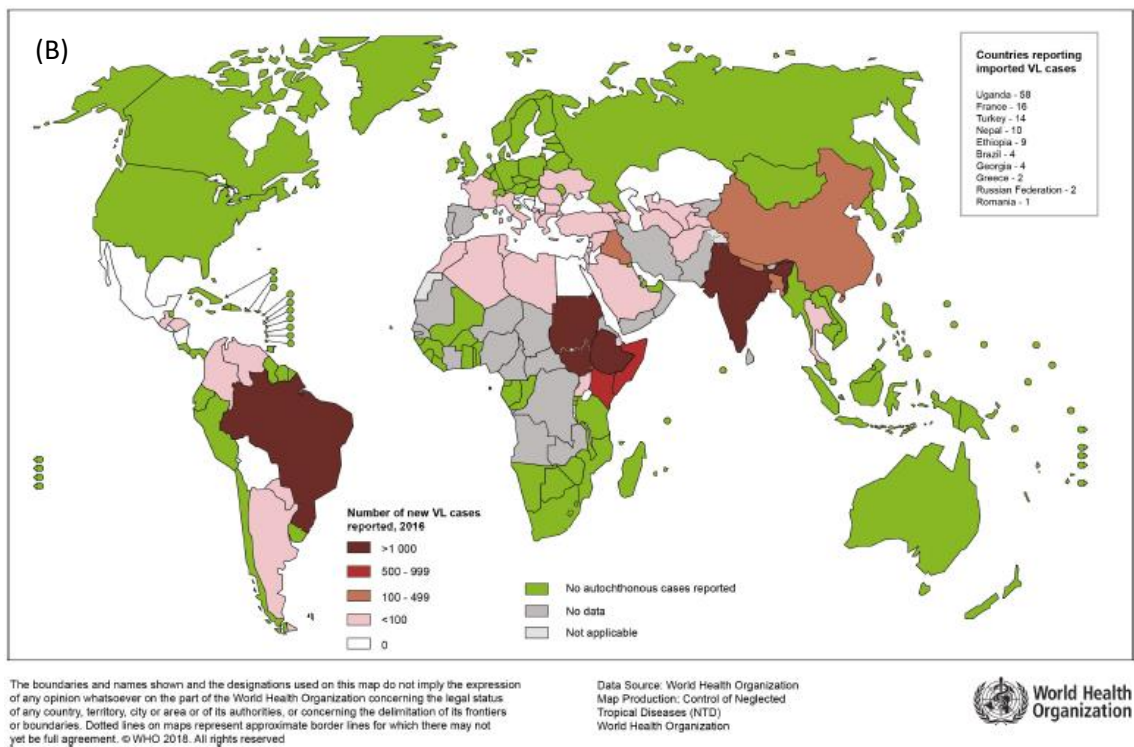 (B)
Countries reporting
imported VL cases
Uganda - 58
France - 16
Turkey - 14
Nepal - 10
Ethiopia - 9
Brazil - 4
Georgia - 4
Greece - 2
Russian Federation - 2
Romania - 1
Number of new VL cases
reported, 2016
>1 000
500 - 999
100 - 499
<100
0
No autochthonous cases reported
No data
Not applicable
The boundaries and names shown and the designations used on this map do not imply the expression
of any opinion whatsoever on the part of the World Health Organization concerning the legal status
of any country, territory, city or area or of its authorities, or concerning the delimitation of its frontiers
or boundaries. Dotted lines on maps represent approximate border lines for which there may not
yet be full agreement. © WHO 2018. All rights reserved
Data Source: World Health Organization
Map Production: Control of Neglected
Tropical Diseases (NTD)
World Health Organization
World Health
Organization